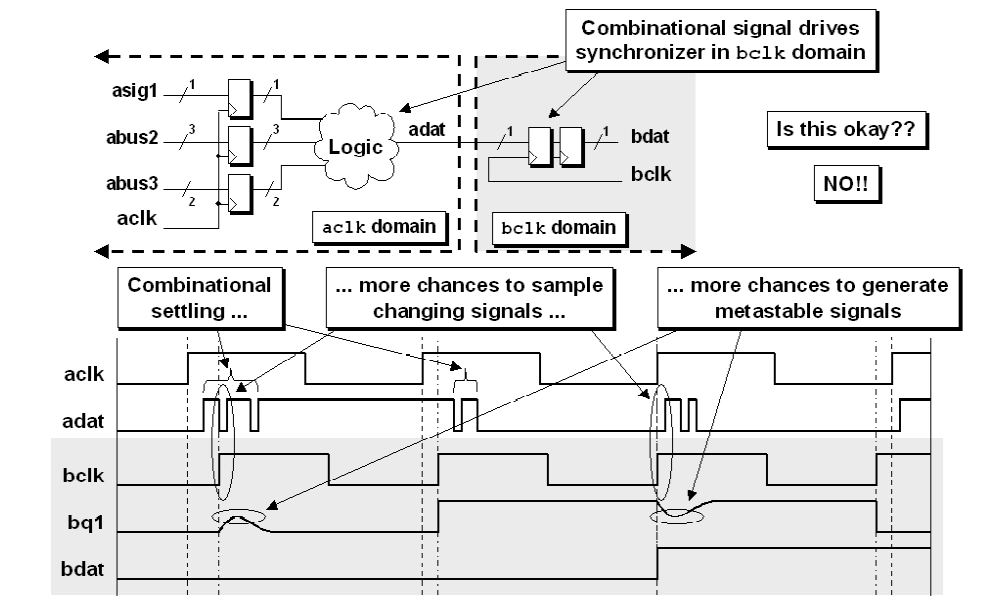 Combinational signal drives
synchronizer in bclk domain
asig1
1
1
abus2
3
3
Logic
adat
1
1
bdat
Is this okay??
abus3
2
2
bclk
NO!!
aclk
aclk domain
bclk domain
Combinational
settling ...
... more chances to sample
changing signals ...
... more chances to generate
metastable signals
aclk
adat
bclk
bq1
bdat